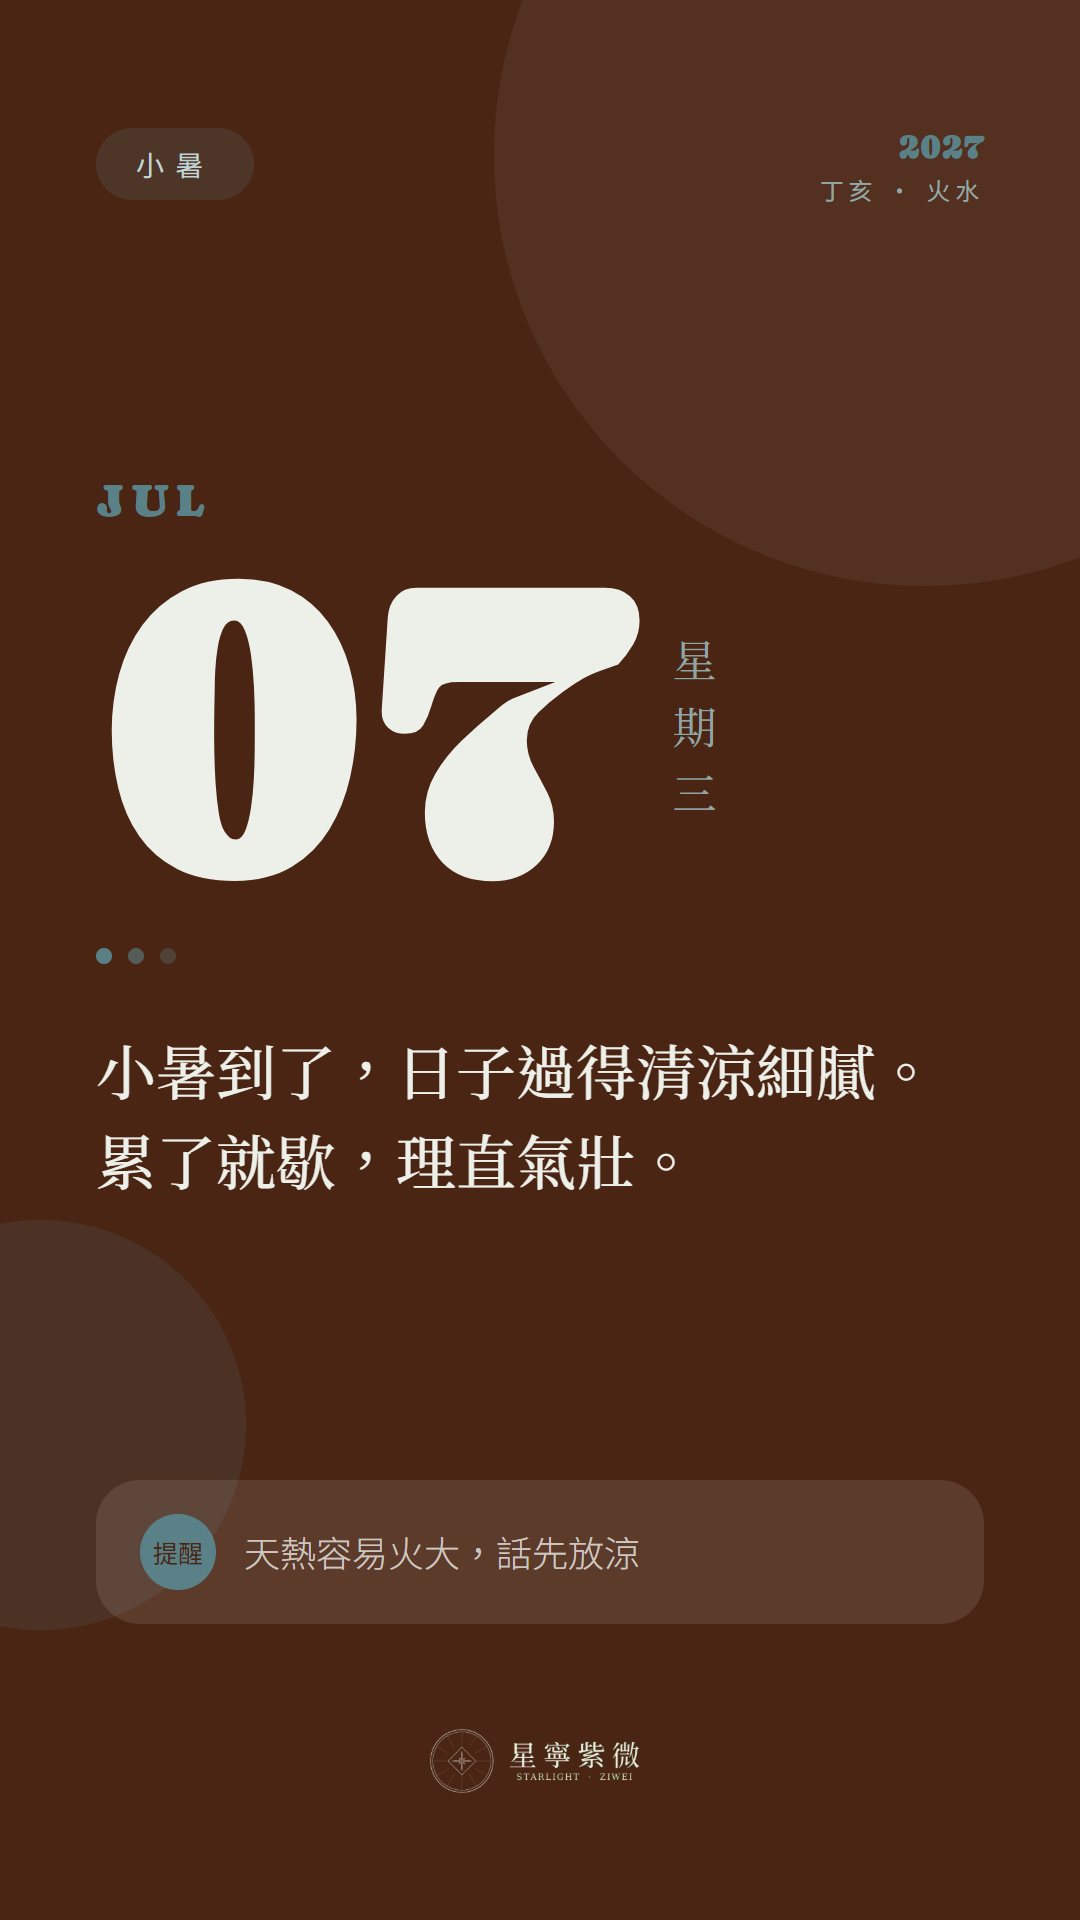 小暑
2027
丁亥 · 火水
JUL
07
星期三
小暑到了，日子過得清涼細膩。
累了就歇，理直氣壯。
提醒
天熱容易火大，話先放涼
星寧紫微
STARLIGHT · ZIWEI